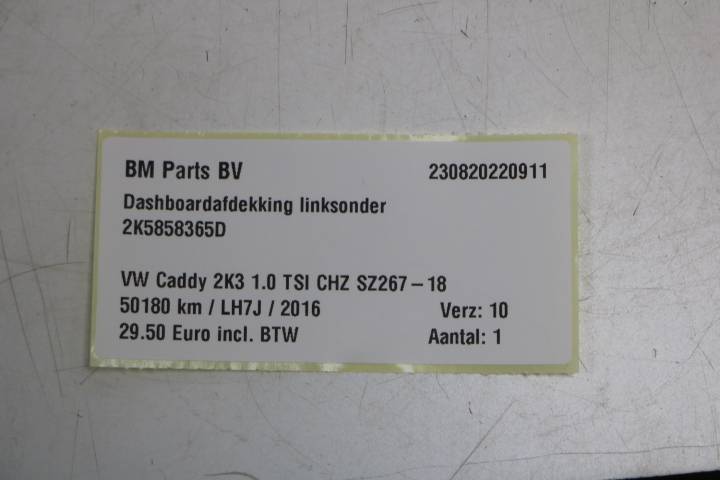 BM Parts BV 230820220911
Dashboardafdekking linksonder
2K5858365D
VW Caddy 2K3 1.0 TSI CHZ SZ267-18
50180 km / LH7J / 2016 Verz: 10
29.50 Euro incl. BTW Aantal: 1